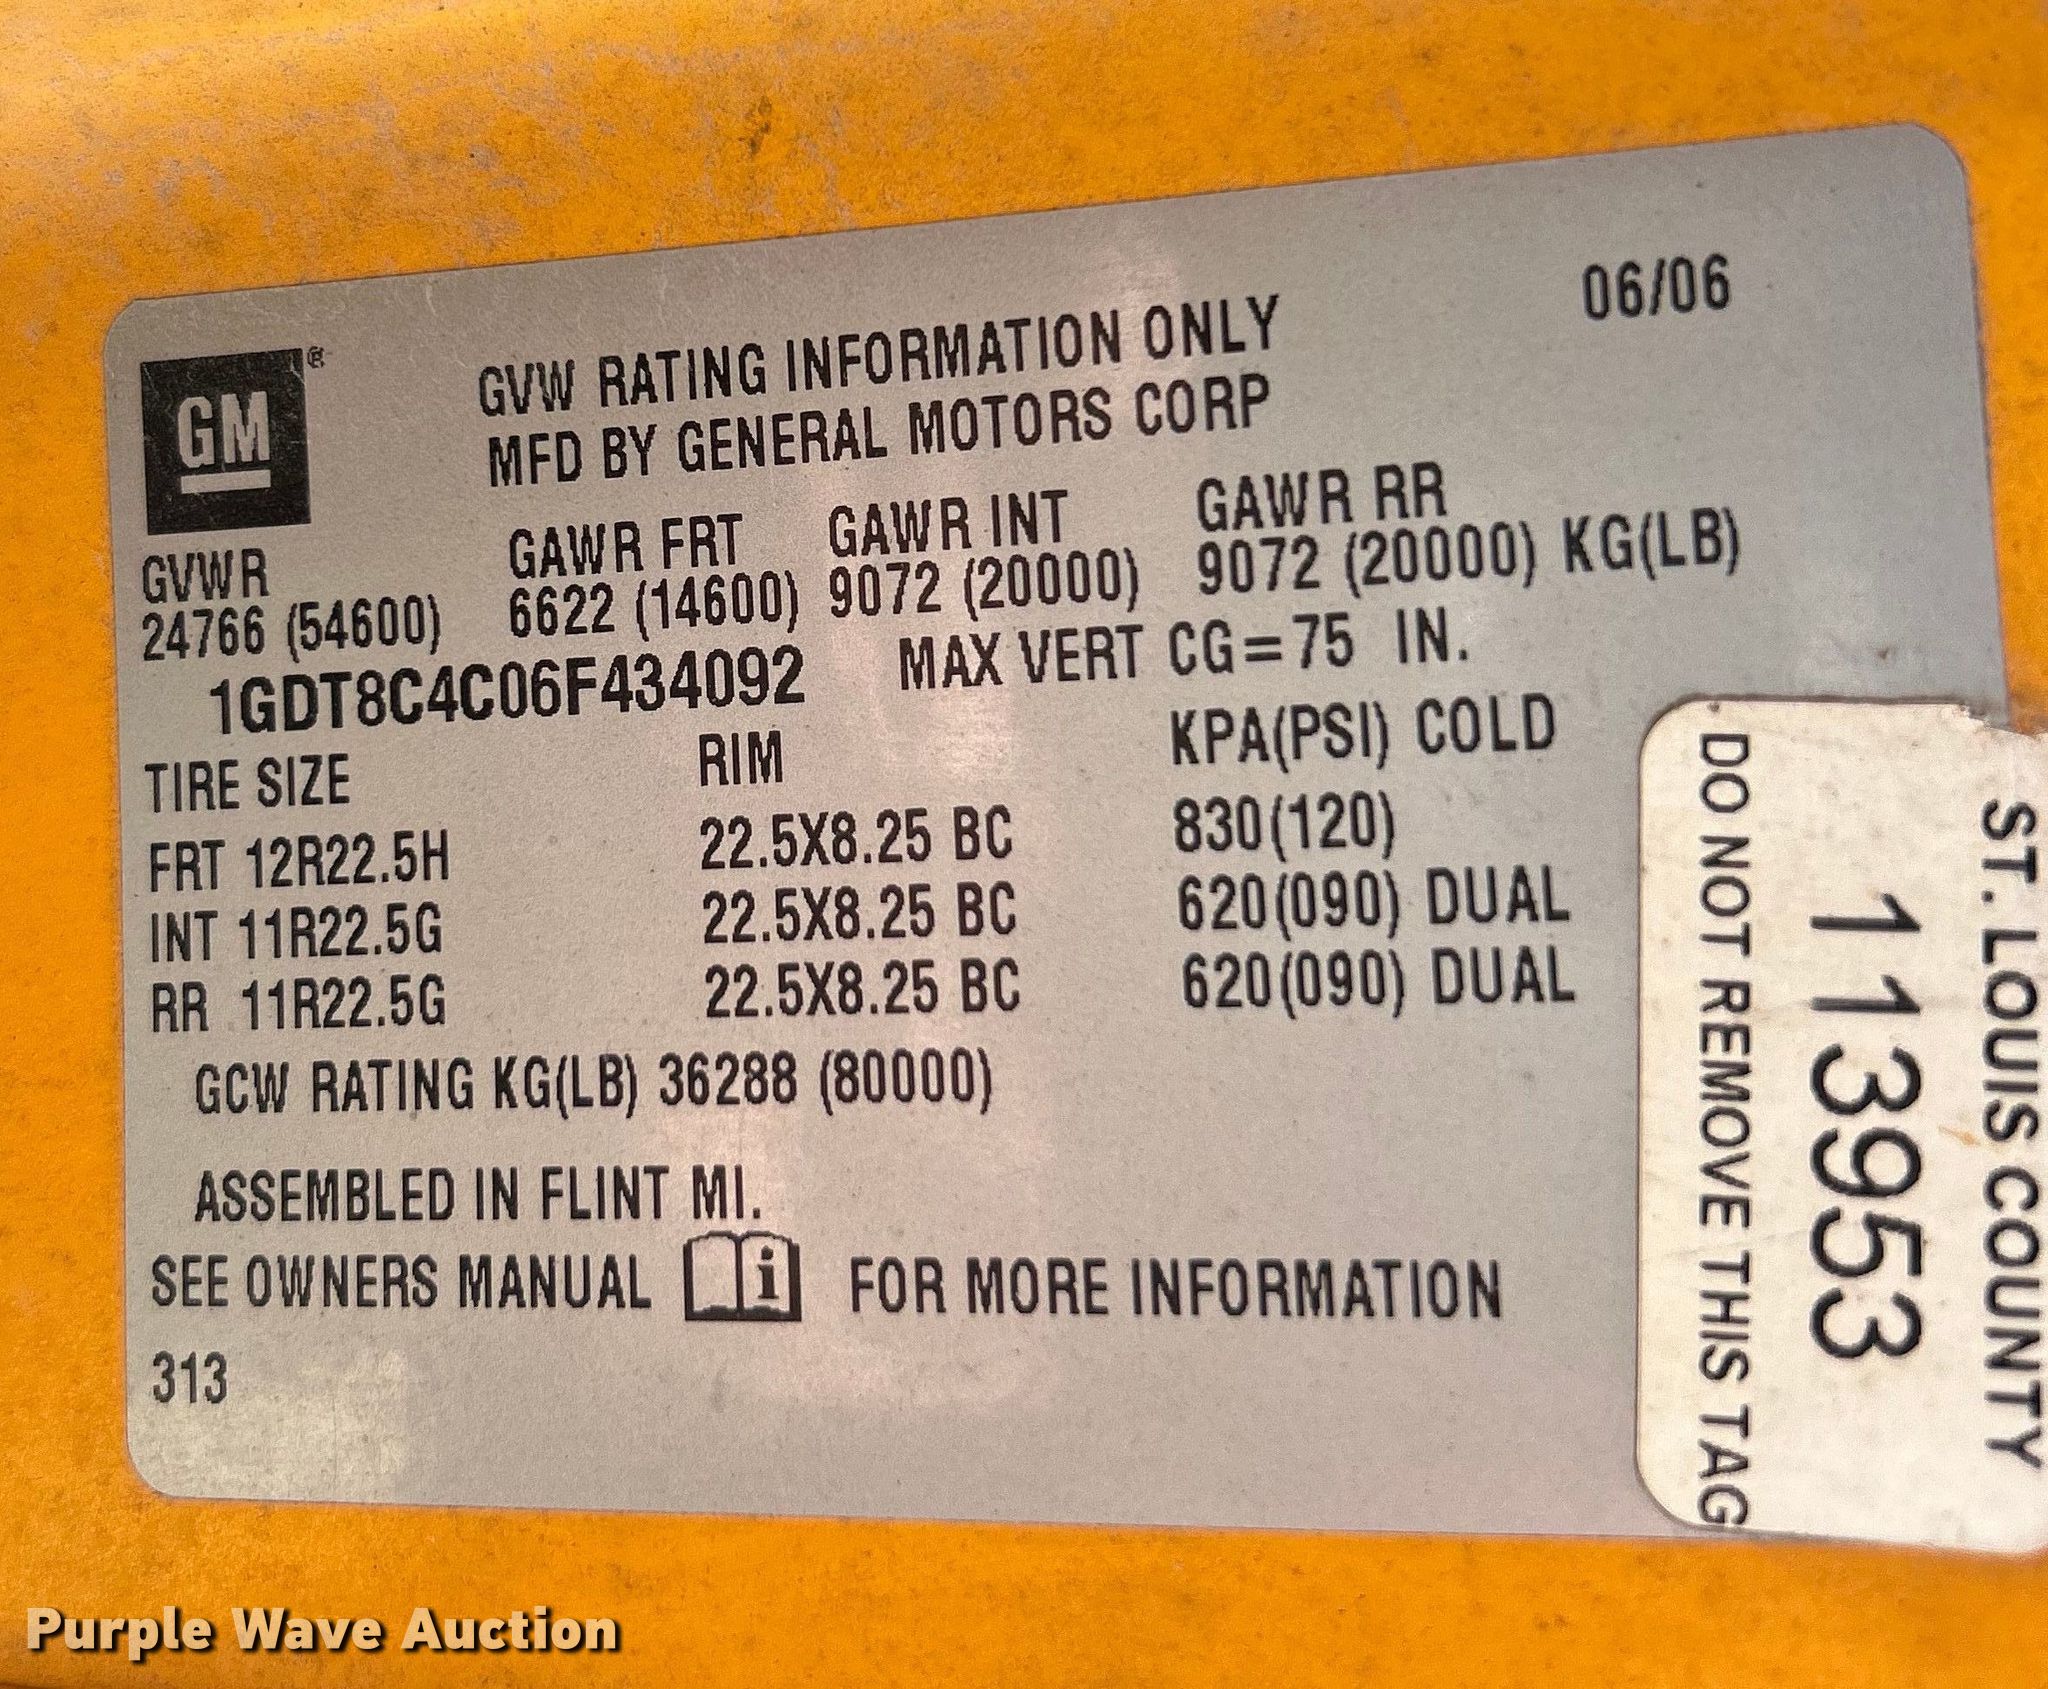 06/06
GM ®
GVW RATING INFORMATION ONLY
MFD BY GENERAL MOTORS CORP
GVWR GAWR FRT GAWR INT GAWR RR
24766 (54600) 6622 (14600) 9072 (20000) 9072 (20000) KG(LB)
1GDT8C4C06F434092 MAX VERT CG=75 IN.
TIRE SIZE RIM KPA(PSI) COLD
FRT 12R22.5H 22.5X8.25 BC 830(120)
INT 11R22.5G 22.5X8.25 BC 620(090) DUAL
RR 11R22.5G 22.5X8.25 BC 620(090) DUAL
GCW RATING KG(LB) 36288 (80000)
ASSEMBLED IN FLINT MI.
SEE OWNERS MANUAL i FOR MORE INFORMATION
313
ST. LOUIS COUNTY
113953
DO NOT REMOVE THIS TAG
Purple Wave Auction